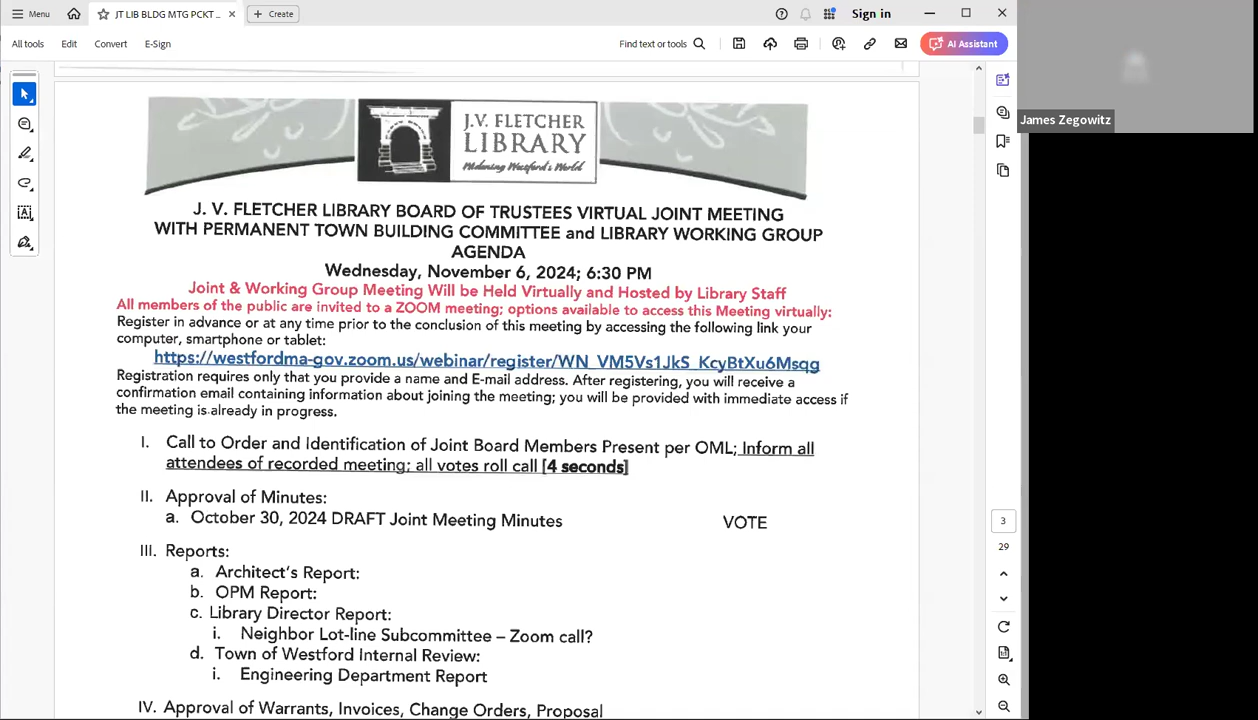 Menu
JT LIB BLDG MTG PCKT ...
Create
Sign in
All tools
Edit
Convert
E-Sign
Find text or tools
AI Assistant
J.V. FLETCHER
LIBRARY
Widening Westford's World
J. V. FLETCHER LIBRARY BOARD OF TRUSTEES VIRTUAL JOINT MEETING
WITH PERMANENT TOWN BUILDING COMMITTEE and LIBRARY WORKING GROUP
AGENDA
Wednesday, November 6, 2024; 6:30 PM
Joint & Working Group Meeting Will be Held Virtually and Hosted by Library Staff
All members of the public are invited to a ZOOM meeting; options available to access this Meeting virtually:
Register in advance or at any time prior to the conclusion of this meeting by accessing the following link your
computer, smartphone or tablet:
https://westfordma-gov.zoom.us/webinar/register/WN_VM5Vs1JkS_KcyBtXu6Msqg
Registration requires only that you provide a name and E-mail address. After registering, you will receive a
confirmation email containing information about joining the meeting; you will be provided with immediate access if
the meeting is already in progress.
I. Call to Order and Identification of Joint Board Members Present per OML; Inform all
attendees of recorded meeting; all votes roll call [4 seconds]
II. Approval of Minutes:
a. October 30, 2024 DRAFT Joint Meeting Minutes VOTE
III. Reports:
a. Architect's Report:
b. OPM Report:
c. Library Director Report:
i. Neighbor Lot-line Subcommittee – Zoom call?
d. Town of Westford Internal Review:
i. Engineering Department Report
IV. Approval of Warrants, Invoices, Change Orders, Proposal
3
29
James Zegowitz